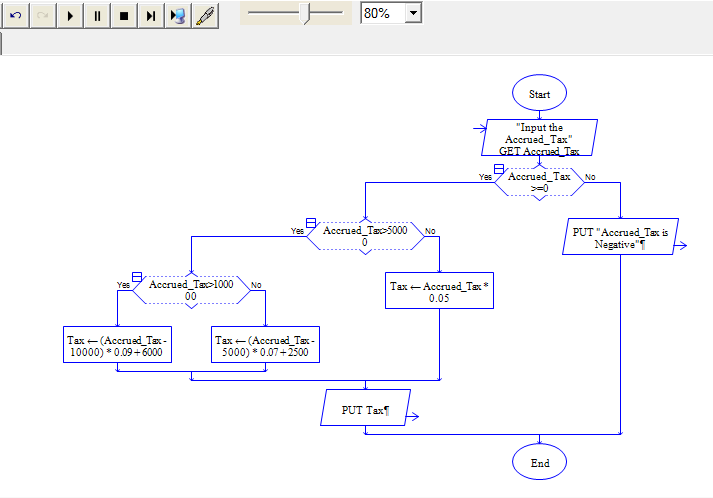 80%
Start
"Input the
Accrued_Tax"
GET Accrued_Tax
Yes
Accrued_Tax
>=0
No
Yes
Accrued_Tax>5000
0
No
PUT "Accrued_Tax is
Negative"¶
Yes
Accrued_Tax>1000
00
No
Tax ← Accrued_Tax *
0.05
Tax ← (Accrued_Tax -
10000) * 0.09+6000
Tax ← (Accrued_Tax -
5000) * 0.07+2500
PUT Tax¶
End